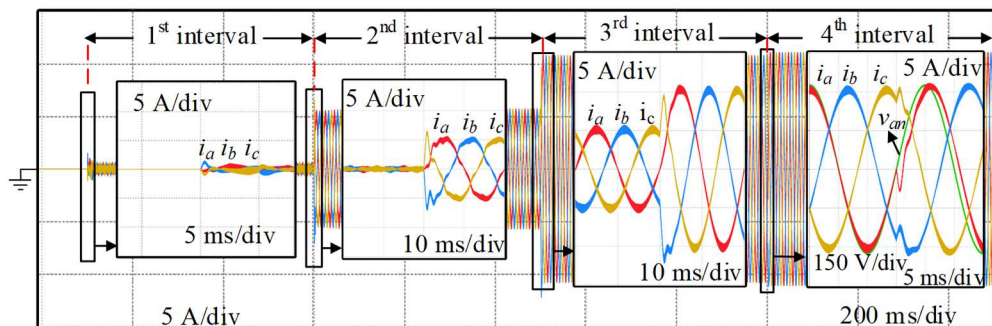 1st interval
2nd interval
3rd interval
4th interval
5 A/div
ia ib ic
5 ms/div
5 A/div
ia ib ic
10 ms/div
5 A/div
ia ib ic
10 ms/div
ia ib ic
5 A/div
van
150 V/div
5 ms/div
5 A/div
200 ms/div